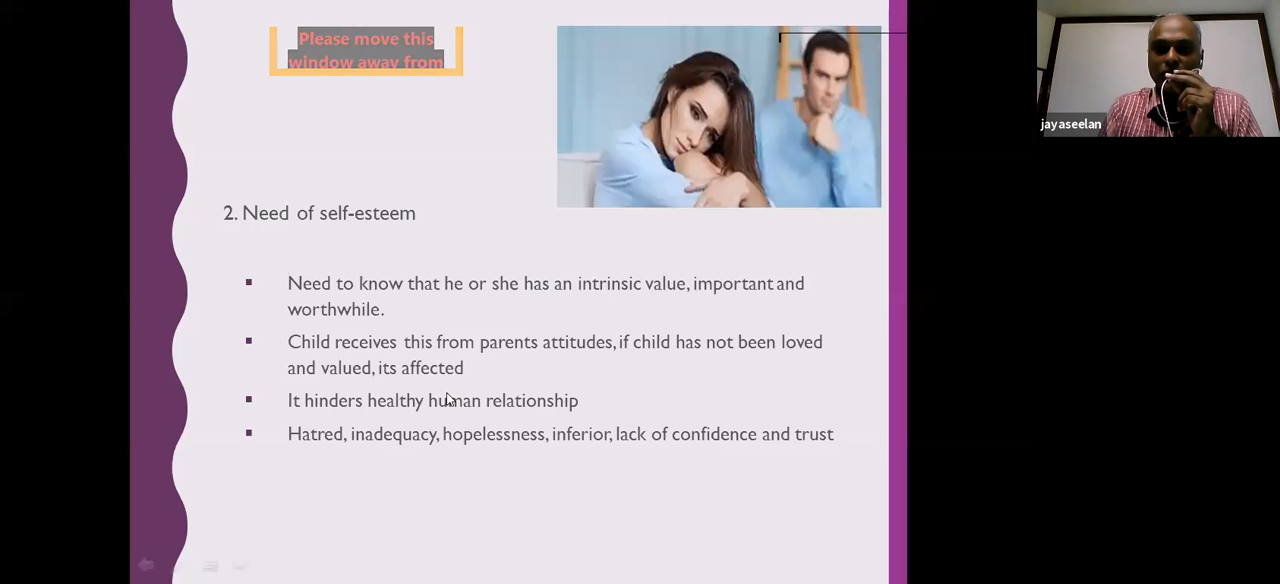 Please move this
window away from
jayaseelan
2. Need of self-esteem
▪ Need to know that he or she has an intrinsic value, important and
worthwhile.
▪ Child receives this from parents attitudes, if child has not been loved
and valued, its affected
▪ It hinders healthy human relationship
▪ Hatred, inadequacy, hopelessness, inferior, lack of confidence and trust